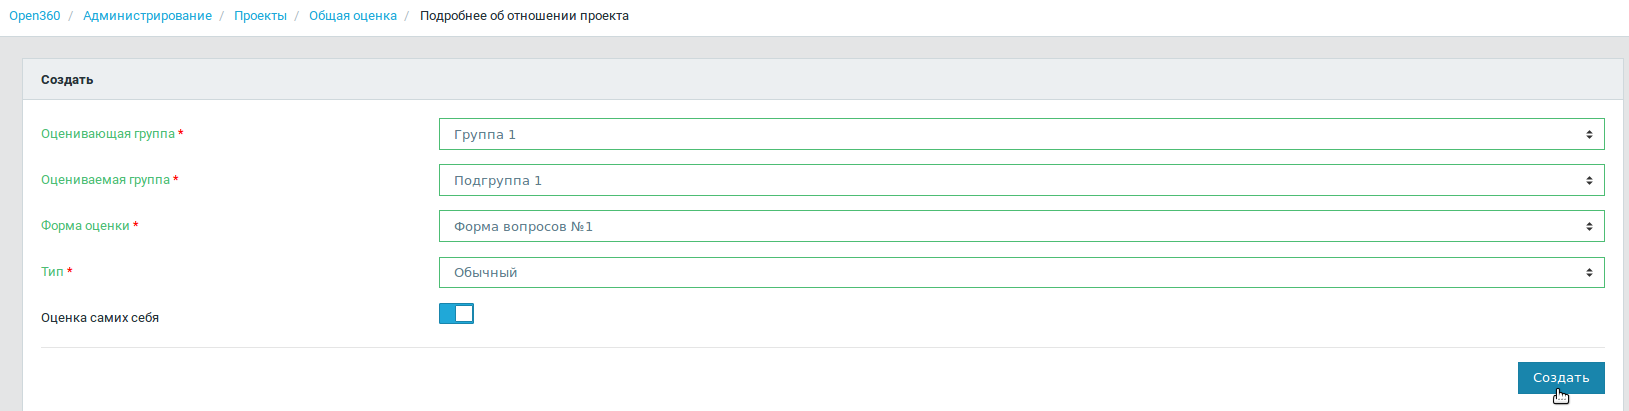 Open360 / Администрирование / Проекты / Общая оценка / Подробнее об отношении проекта
Создать
Оценивающая группа * Группа 1
Оцениваемая группа * Подгруппа 1
Форма оценки * Форма вопросов №1
Тип * Обычный
Оценка самих себя
Создать